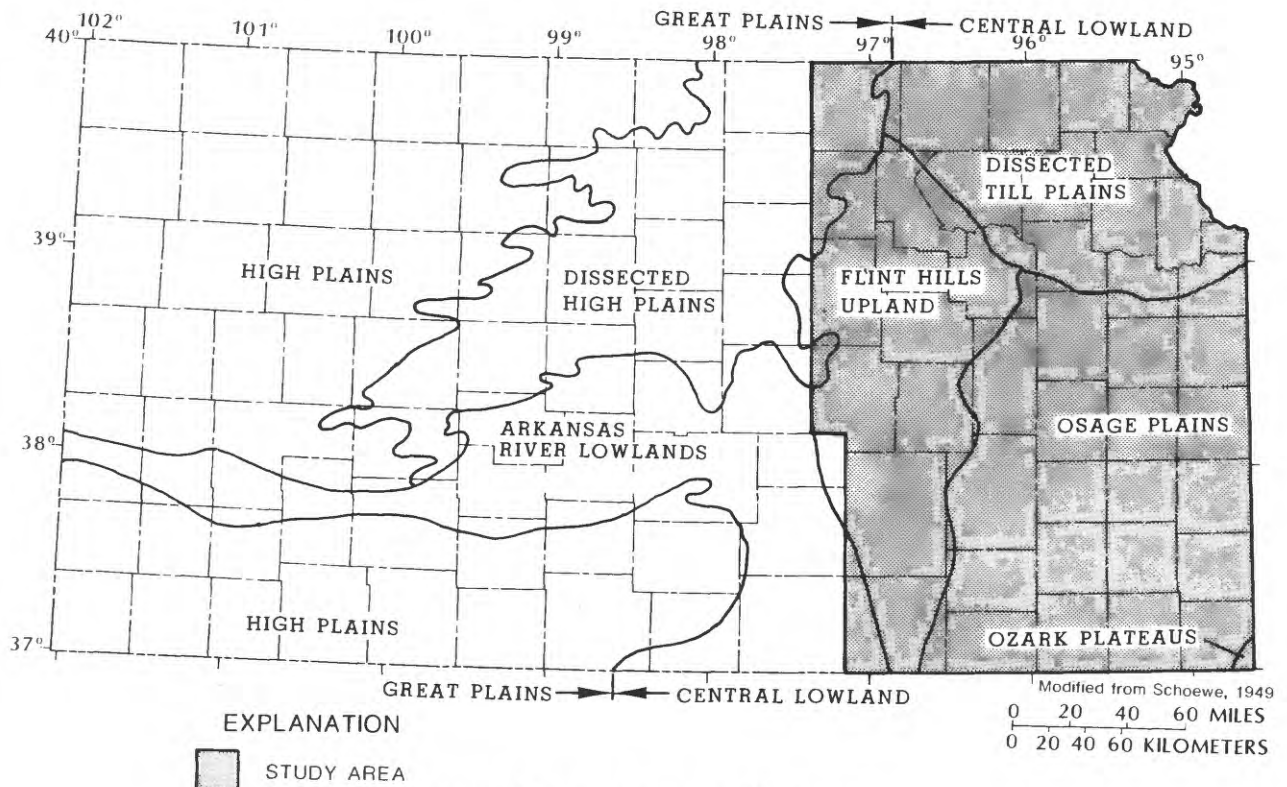 GREAT PLAINS CENTRAL LOWLAND
102° 101° 100° 99° 98° 97° 96° 95°
40°
DISSECTED
TILL PLAINS
39°
HIGH PLAINS
DISSECTED
HIGH PLAINS
FLINT HILLS
UPLAND
38°
ARKANSAS
RIVER LOWLANDS
OSAGE PLAINS
37°
HIGH PLAINS
OZARK PLATEAUS
GREAT PLAINS CENTRAL LOWLAND
Modified from Schoewe, 1949
0 20 40 60 MILES
0 20 40 60 KILOMETERS
EXPLANATION
STUDY AREA